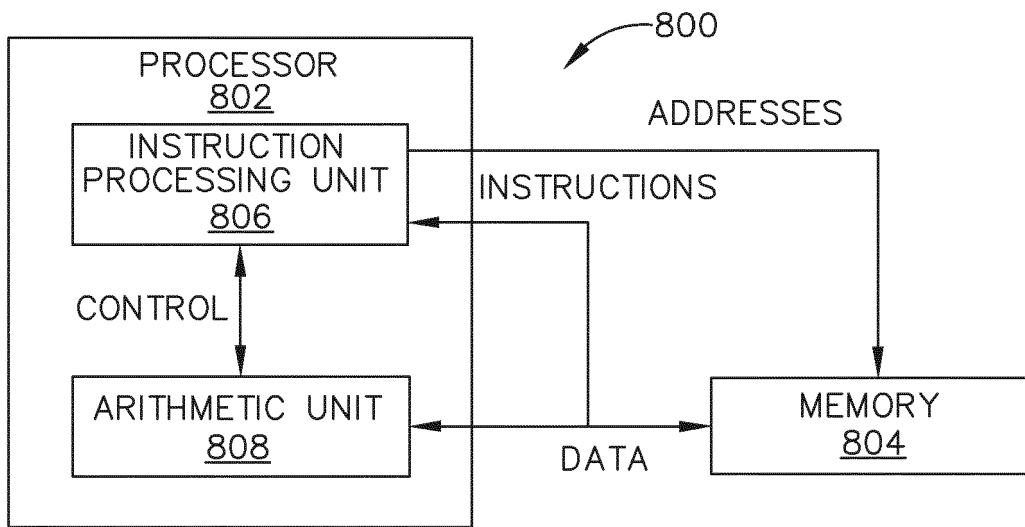 800
PROCESSOR
802
ADDRESSES
INSTRUCTION
PROCESSING UNIT
806
INSTRUCTIONS
CONTROL
ARITHMETIC UNIT
808
DATA
MEMORY
804